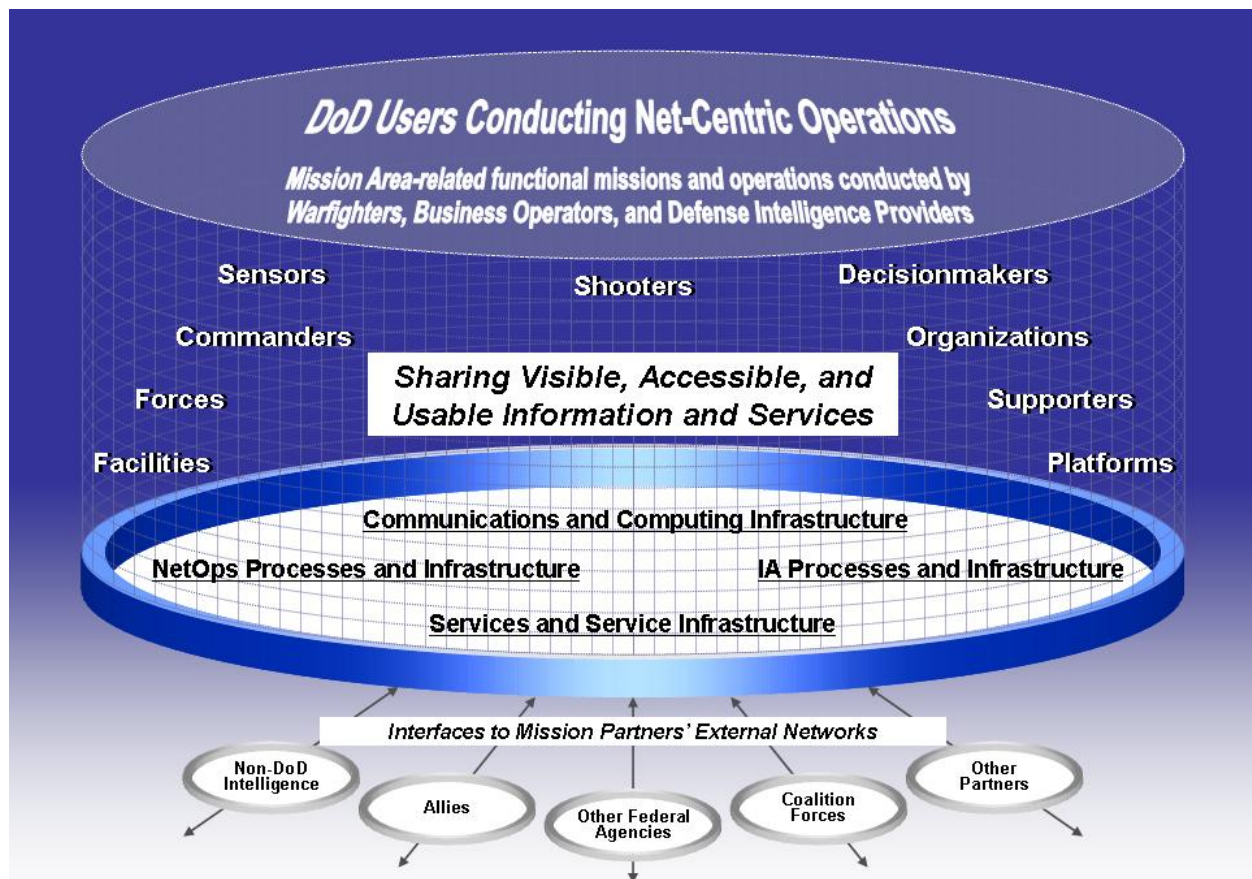 DoD Users Conducting Net-Centric Operations
Mission Area-related functional missions and operations conducted by
Warfighters, Business Operators, and Defense Intelligence Providers
Sensors
Shooters
Decisionmakers
Commanders
Organizations
Sharing Visible, Accessible, and
Usable Information and Services
Forces
Supporters
Facilities
Platforms
Communications and Computing Infrastructure
NetOps Processes and Infrastructure
IA Processes and Infrastructure
Services and Service Infrastructure
Interfaces to Mission Partners' External Networks
Non-DoD
Intelligence
Allies
Other Federal
Agencies
Coalition
Forces
Other
Partners